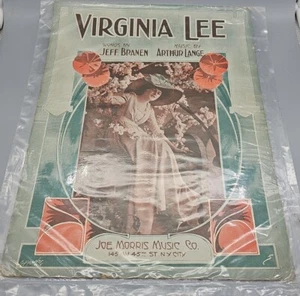 VIRGINIA LEE
WORDS BY MUSIC BY
JEFF BRANEN ARTHUR LANGE
JOE MORRIS MUSIC CO.
145 W. 45TH ST. N.Y. CITY